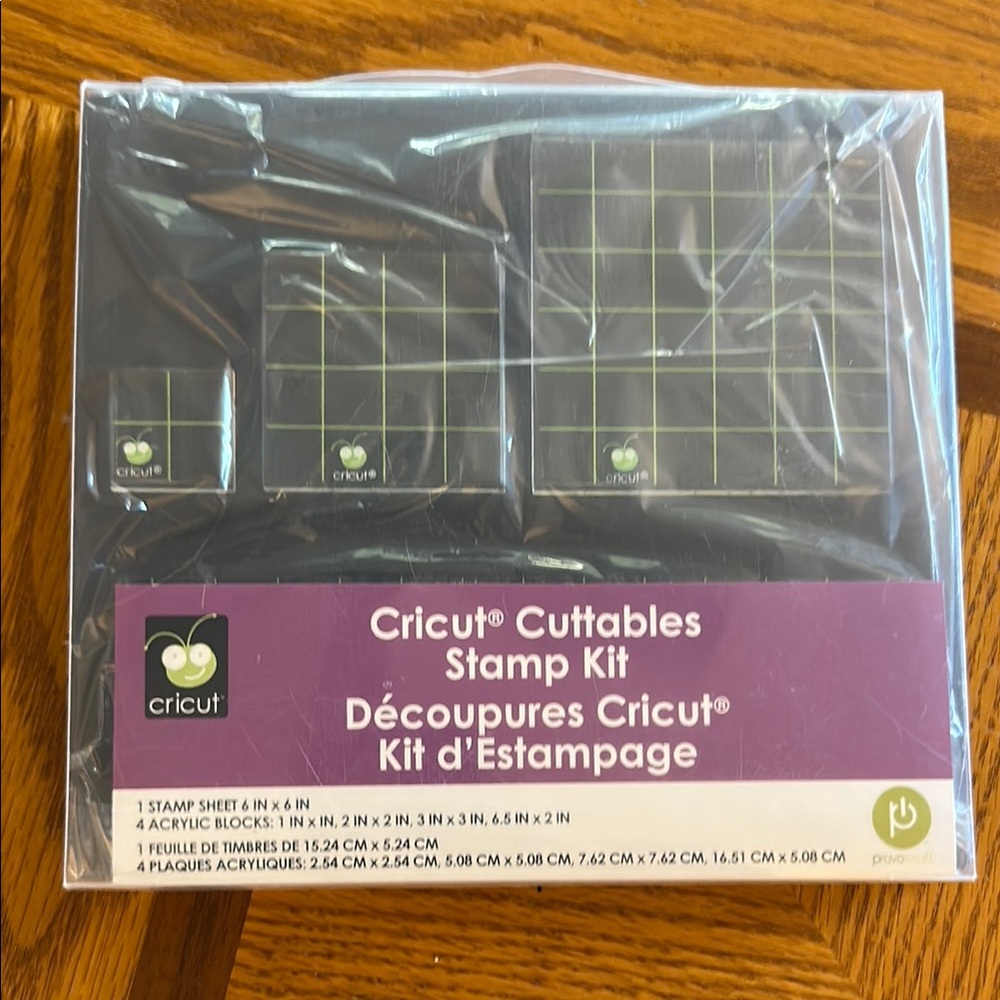 cricut®
cricut®
cricut®
cricut
Cricut® Cuttables
Stamp Kit
Découpures Cricut®
Kit d'Estampage
1 STAMP SHEET 6 IN x 6 IN
4 ACRYLIC BLOCKS: 1 IN x IN, 2 IN x 2 IN, 3 IN x 3 IN, 6.5 IN x 2 IN
1 FEUILLE DE TIMBRES DE 15.24 CM x 5.24 CM
4 PLAQUES ACRYLIQUES: 2.54 CM x 2.54 CM, 5.08 CM x 5.08 CM, 7.62 CM x 7.62 CM, 16.51 CM x 5.08 CM
provocraft